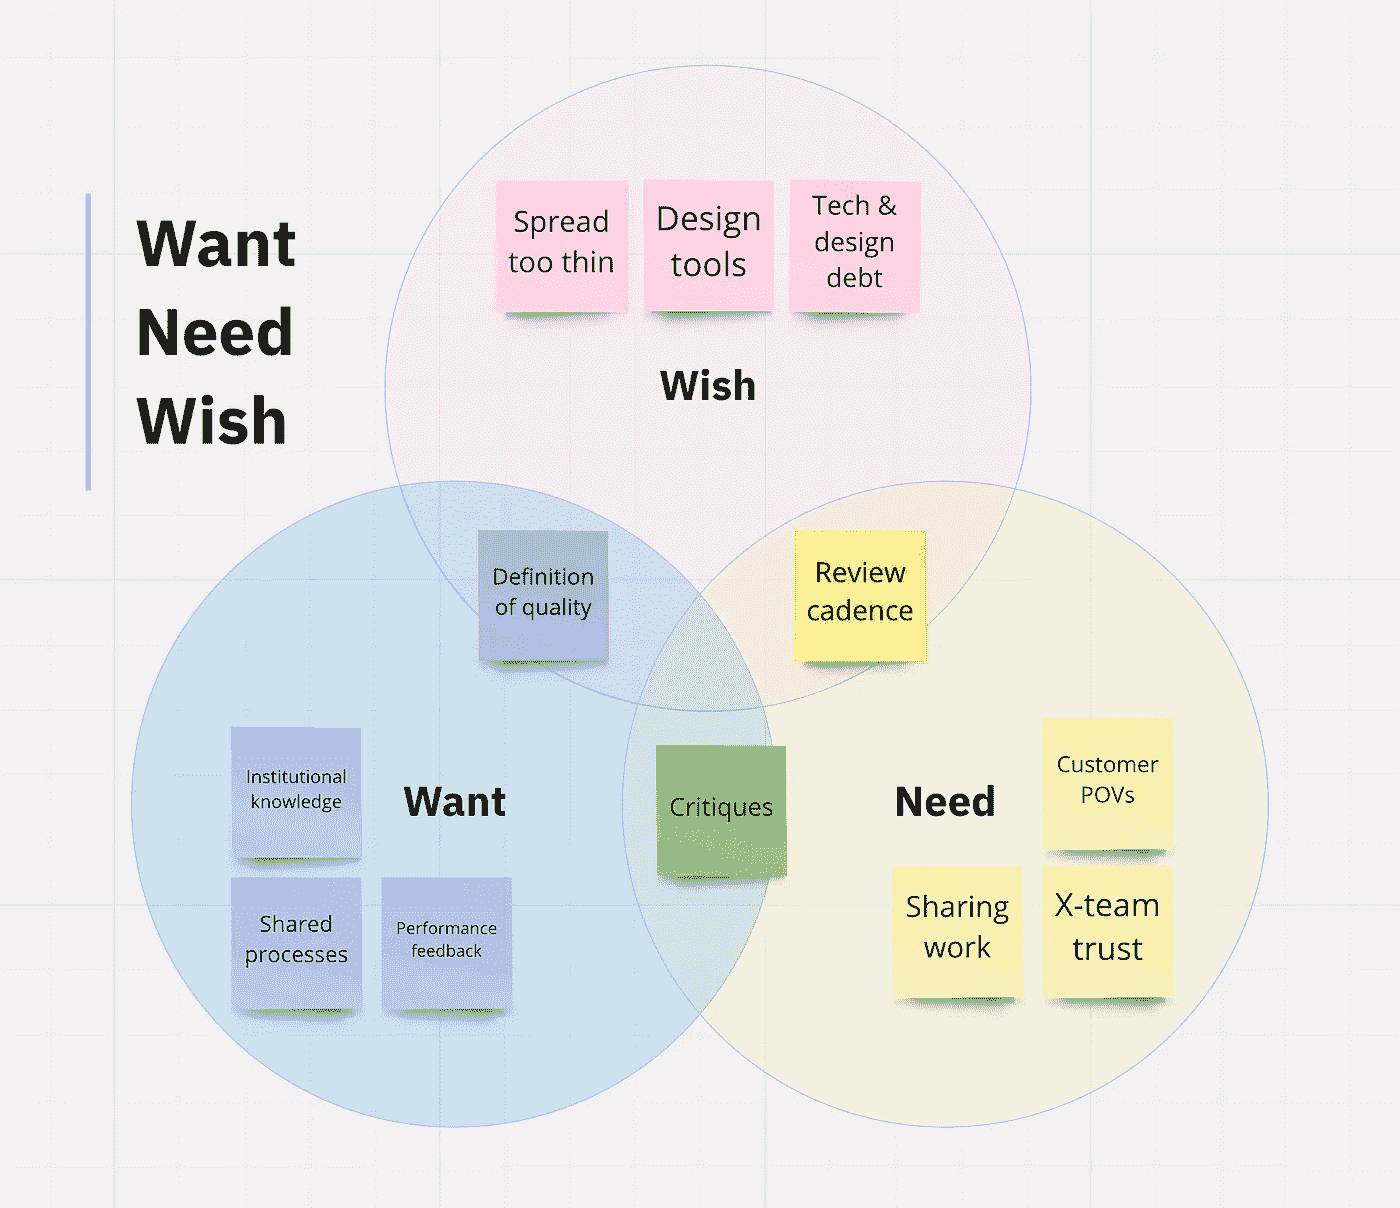 Want
Need
Wish
Spread
too thin
Design
tools
Tech &
design
debt
Wish
Definition
of quality
Review
cadence
Institutional
knowledge
Want
Shared
processes
Performance
feedback
Critiques
Need
Customer
POVs
Sharing
work
X-team
trust